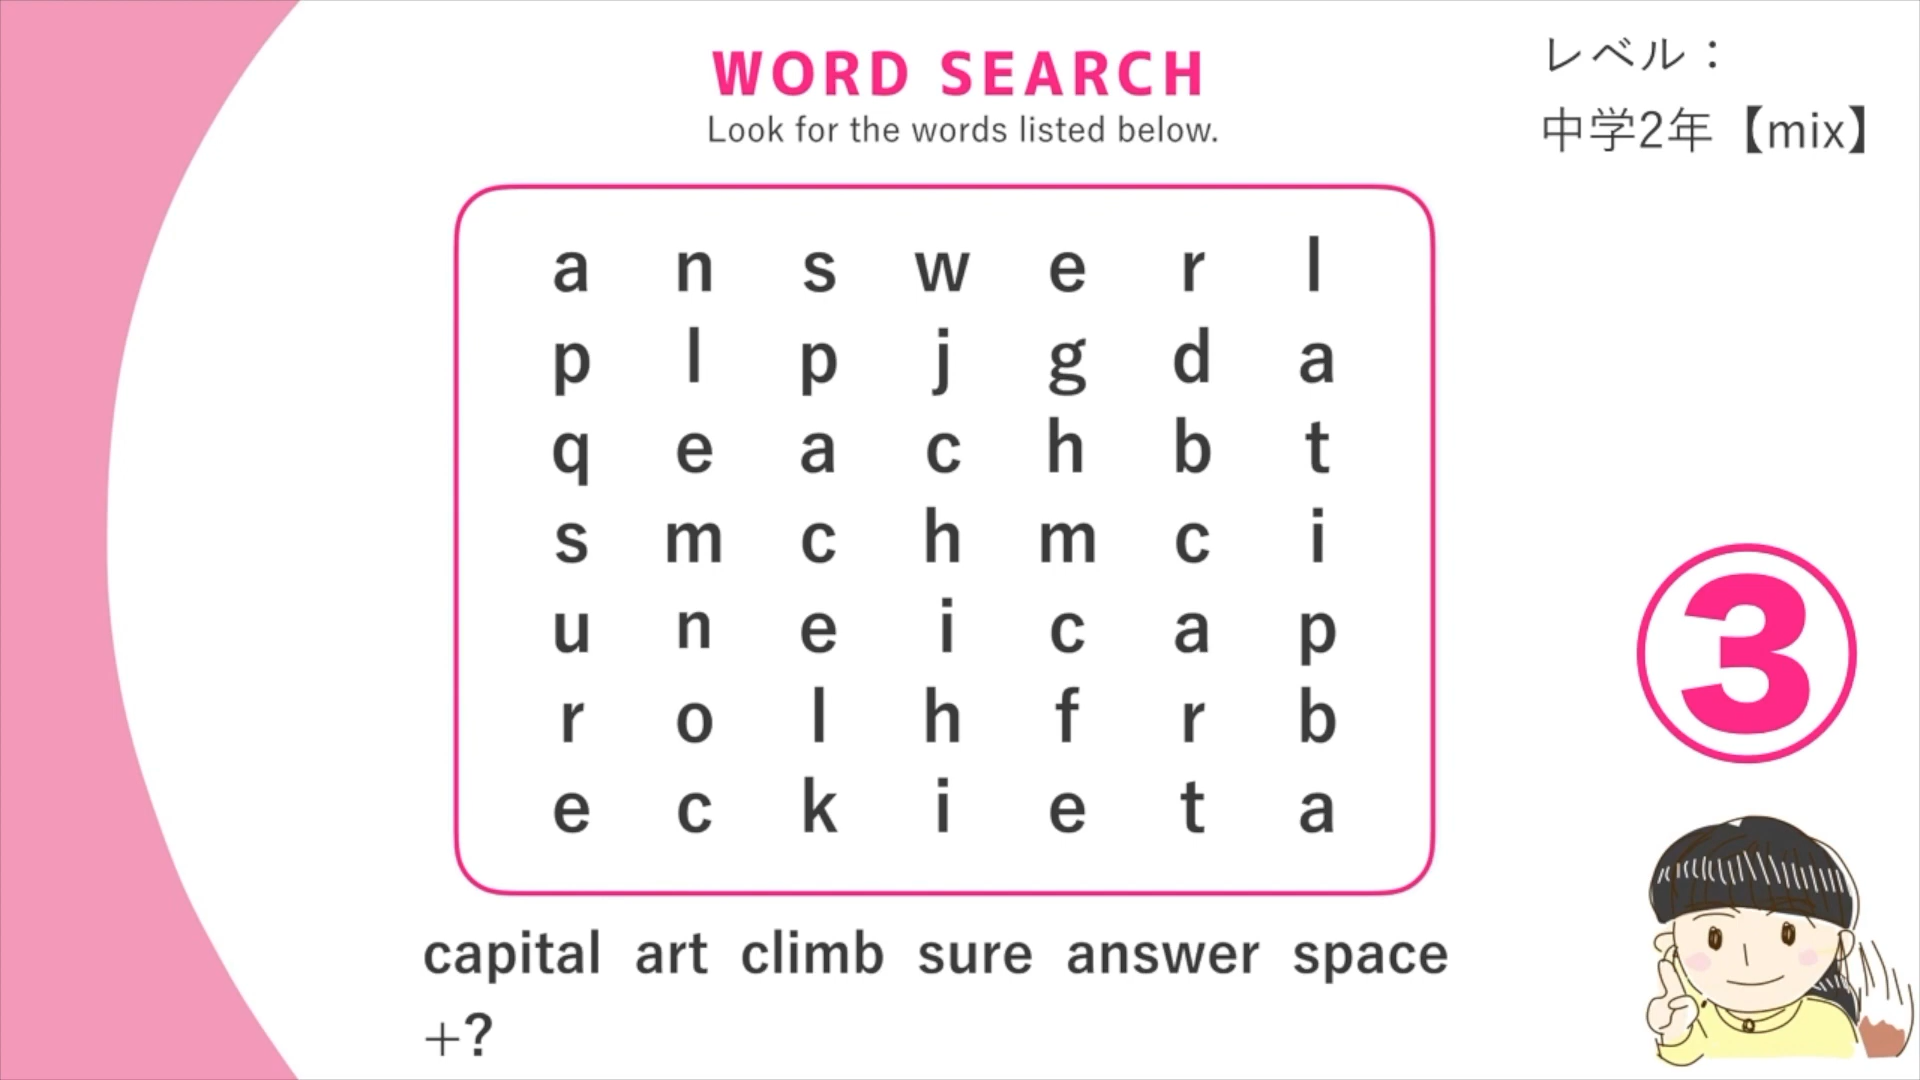 WORD SEARCH
Look for the words listed below.
レベル：
中学2年【mix】
a n s w e r l
p l p j g d a
q e a c h b t
s m c h m c i
u n e i c a p
r o l h f r b
e c k i e t a
3
capital art climb sure answer space
+?